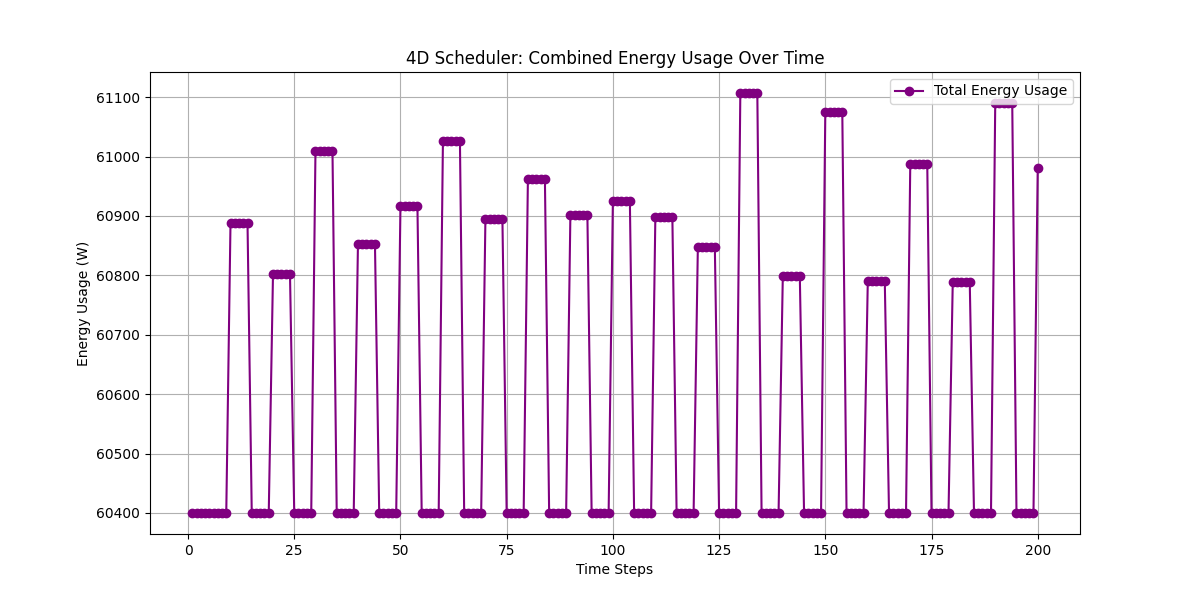 4D Scheduler: Combined Energy Usage Over Time
Total Energy Usage
Energy Usage (W)
61100
61000
60900
60800
60700
60600
60500
60400
0 25 50 75 100 125 150 175 200
Time Steps